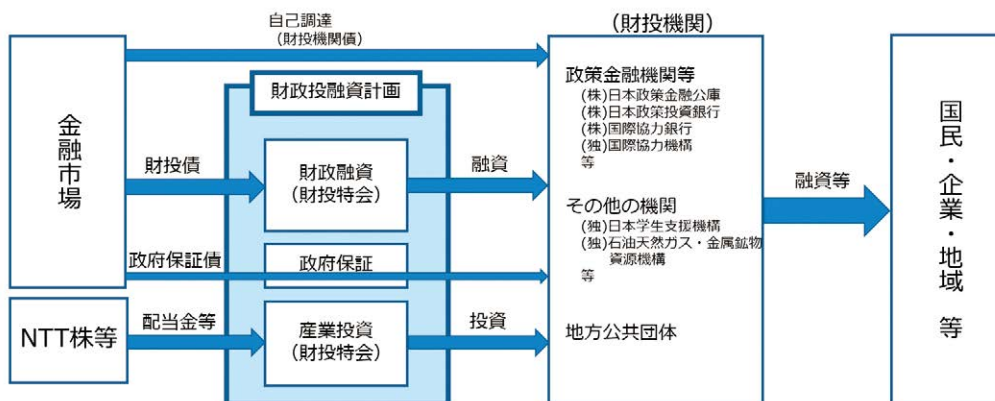 自己調達
（財投機関債）
（財投機関）
財政投融資計画
金融市場
財投債
財政融資
（財投特会）
融資
政府保証債
政府保証
NTT株等
配当金等
産業投資
（財投特会）
投資
政策金融機関等
(株)日本政策金融公庫
(株)日本政策投資銀行
(株)国際協力銀行
(独)国際協力機構
等
その他の機関
(独)日本学生支援機構
(独)石油天然ガス・金属鉱物
資源機構
等
地方公共団体
融資等
国民・企業・地域 等